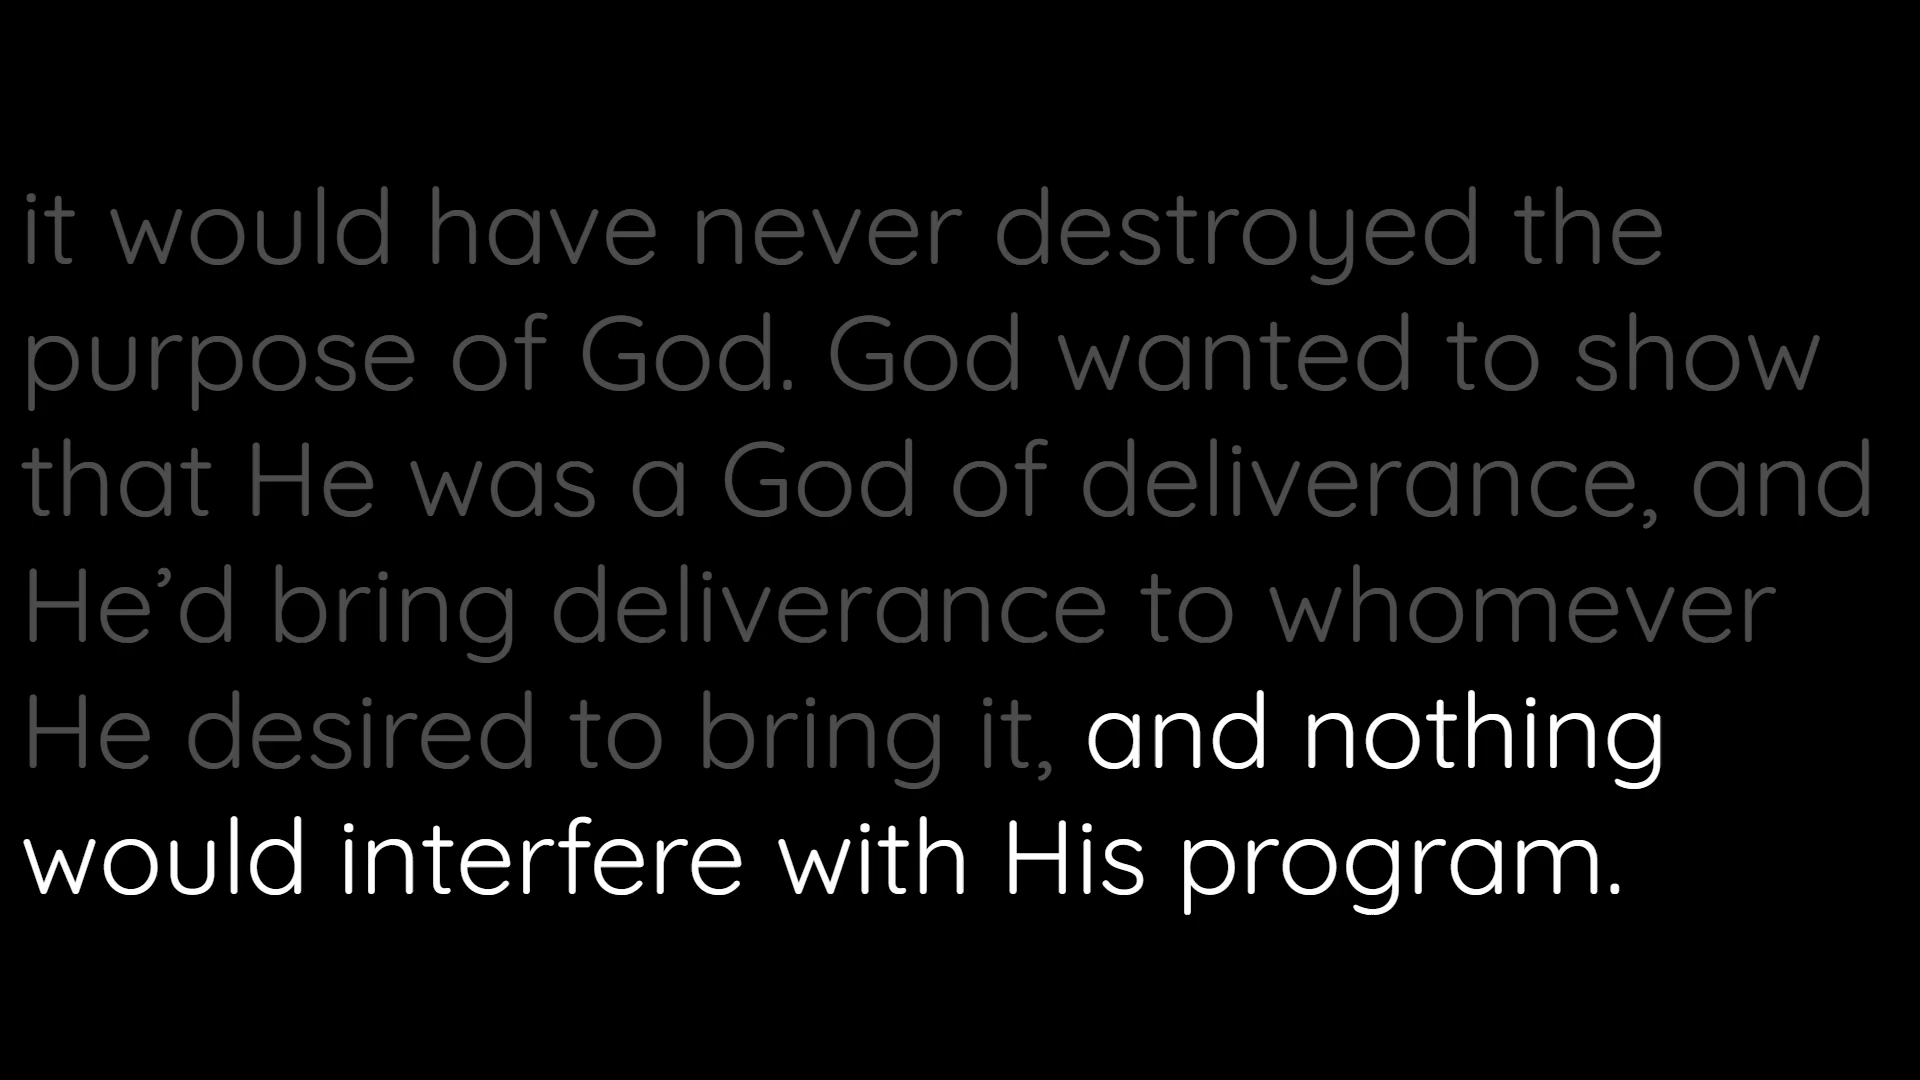 it would have never destroyed the
purpose of God. God wanted to show
that He was a God of deliverance, and
He’d bring deliverance to whomever
He desired to bring it, and nothing
would interfere with His program.